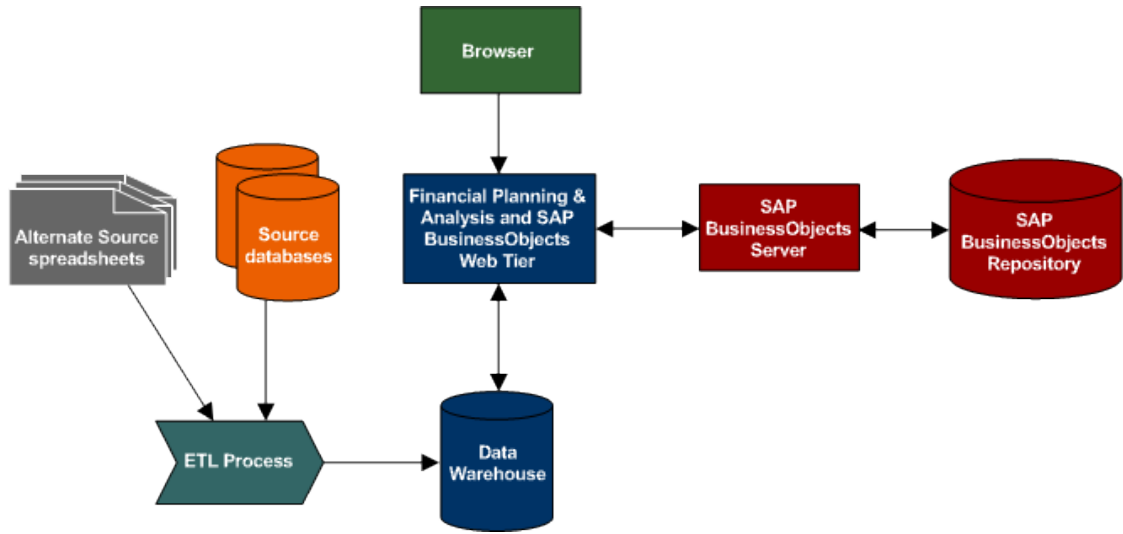 Browser
Financial Planning &
Analysis and SAP
BusinessObjects
Web Tier
SAP
BusinessObjects
Server
SAP
BusinessObjects
Repository
Alternate Source
spreadsheets
Source
databases
ETL Process
Data
Warehouse